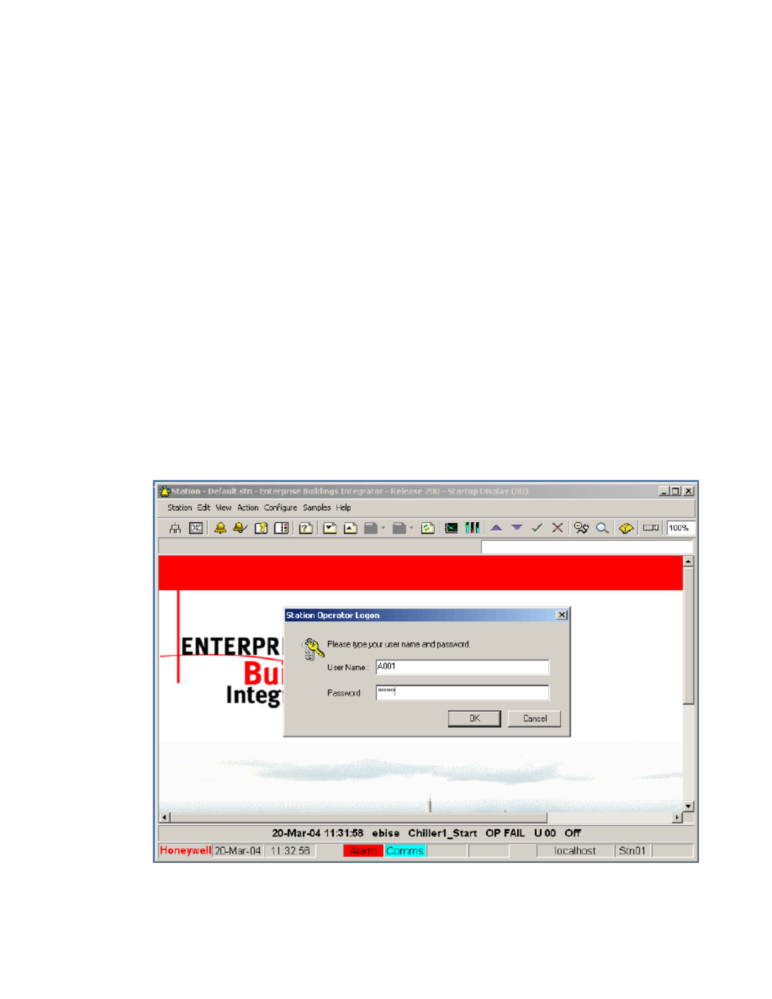 Station - Default.stn - Enterprise Buildings Integrator - Release 200 - Startup Display (80)
Station Edit View Action Configure Samples Help
100%
Station Operator Logon
Please type your user name and password.
ENTERPRI
User Name : A001
Bui
Password ******
Integr
OK Cancel
20-Mar-04 11:31:58 ebise Chiller1_Start OP FAIL U 00 Off
Honeywell 20-Mar-04 11:32:58 Alarm Comms localhost Stn01